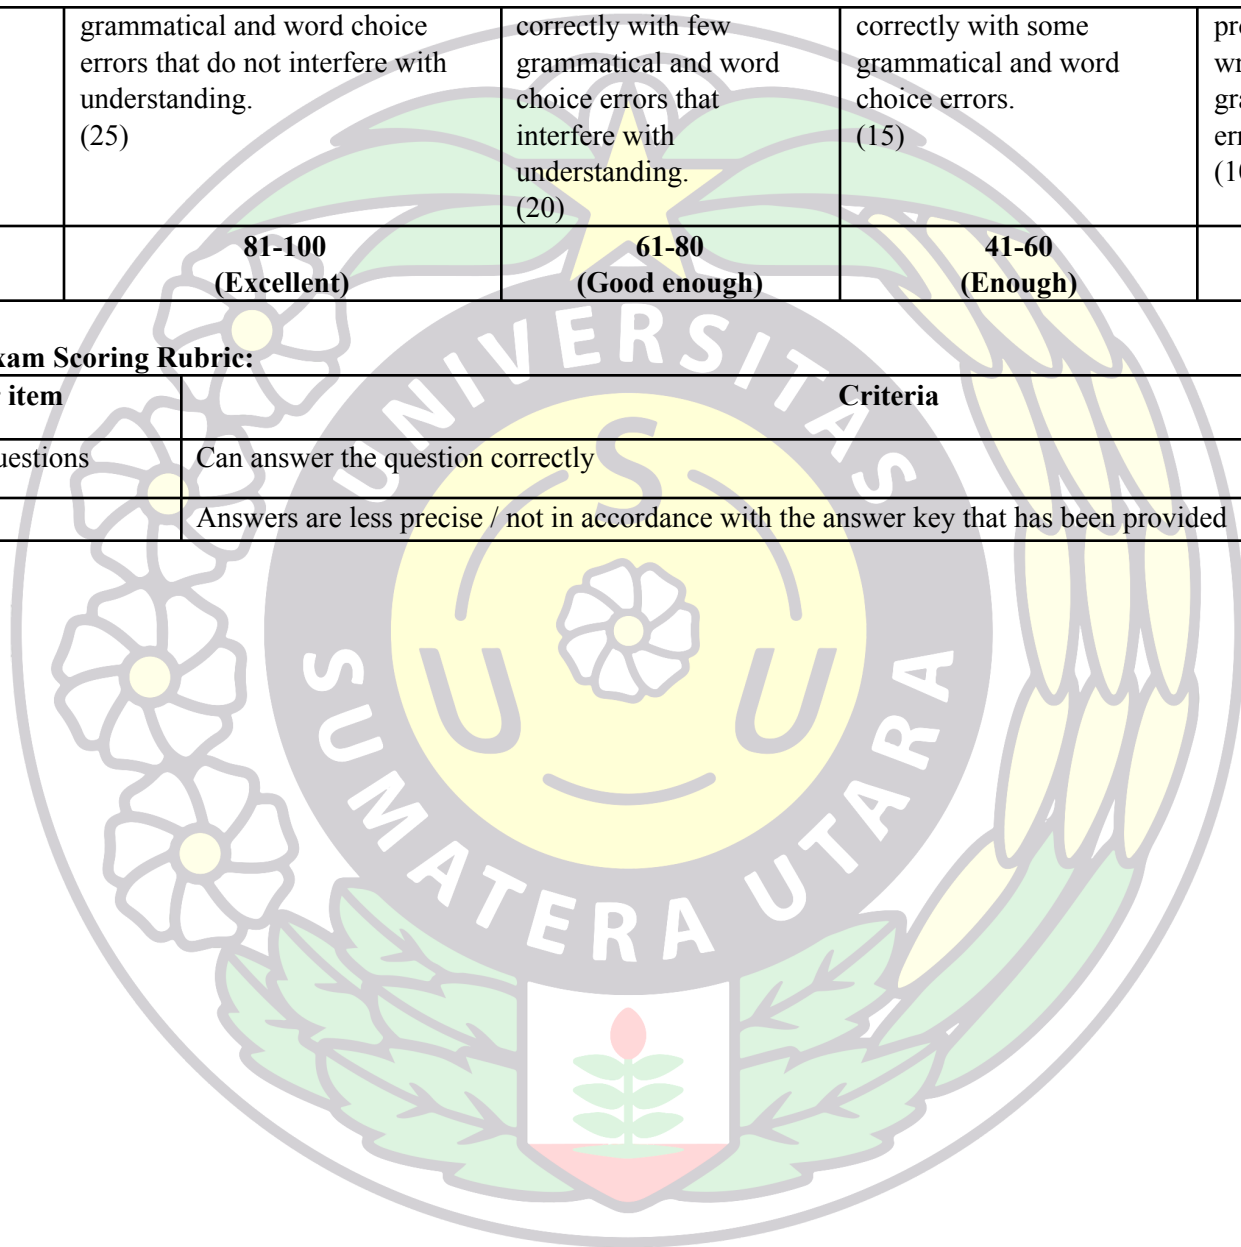 grammatical and word choice
errors that do not interfere with
understanding.
(25)
correctly with few
grammatical and word
choice errors that
interfere with
understanding.
(20)
correctly with some
grammatical and word
choice errors.
(15)
81-100
(Excellent)
61-80
(Good enough)
41-60
(Enough)
Scoring Rubric:
item
Criteria
Can answer the question correctly
Answers are less precise / not in accordance with the answer key that has been provided
UNIVERSITAS
SUMATERA UTARA
U S U